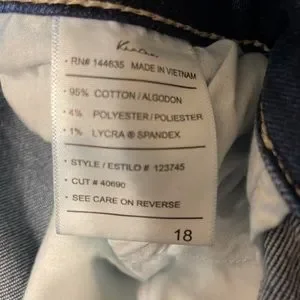 • RN# 144635 MADE IN VIETNAM
• 95% COTTON / ALGODON
• 4% POLYESTER / POLIESTER
• 1% LYCRA ® SPANDEX
• STYLE / ESTILO # 123745
• CUT # 40690
• SEE CARE ON REVERSE
18